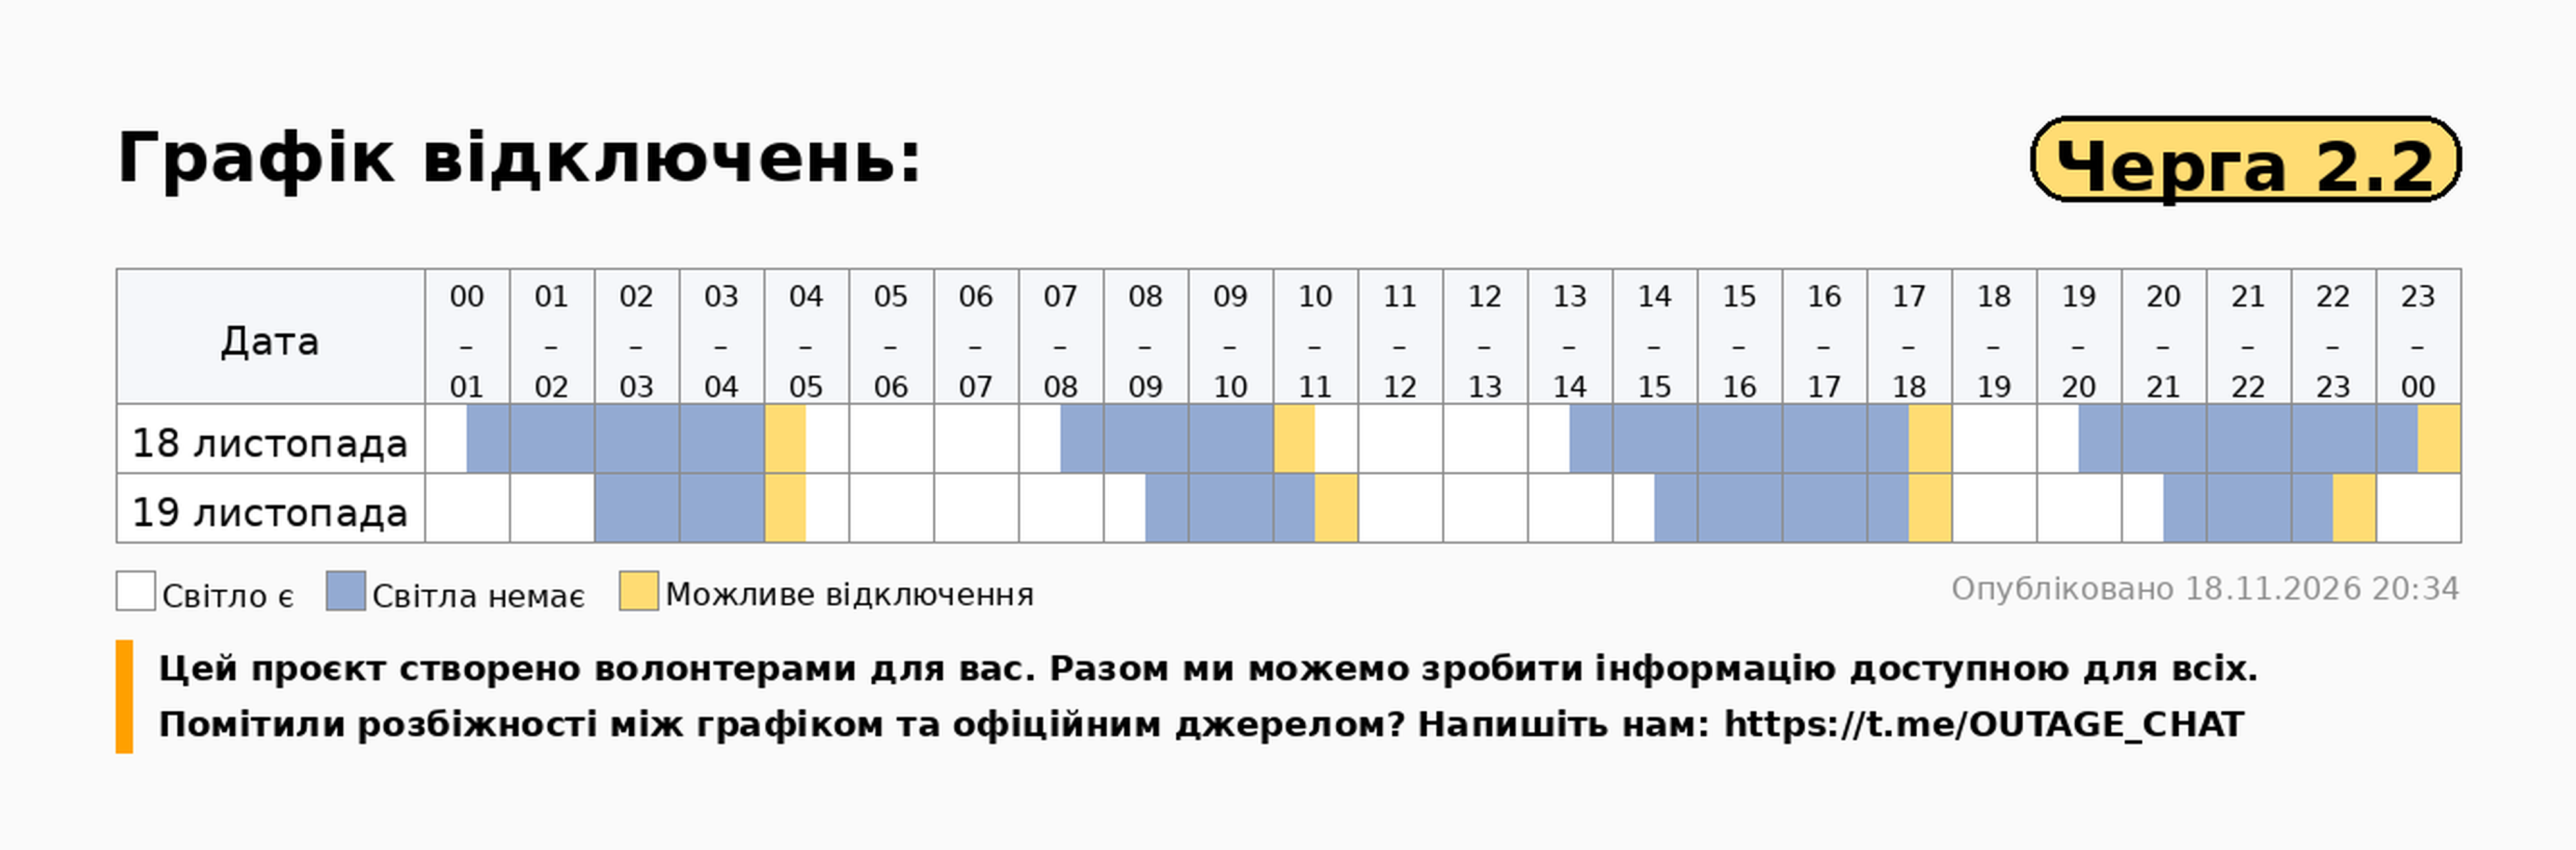 Графік відключень:
Черга 2.2
Дата
00 – 01
01 – 02
02 – 03
03 – 04
04 – 05
05 – 06
06 – 07
07 – 08
08 – 09
09 – 10
10 – 11
11 – 12
12 – 13
13 – 14
14 – 15
15 – 16
16 – 17
17 – 18
18 – 19
19 – 20
20 – 21
21 – 22
22 – 23
23 – 00
18 листопада
19 листопада
Світло є
Світла немає
Можливе відключення
Опубліковано 18.11.2026 20:34
Цей проєкт створено волонтерами для вас. Разом ми можемо зробити інформацію доступною для всіх.
Помітили розбіжності між графіком та офіційним джерелом? Напишіть нам: https://t.me/OUTAGE_CHAT